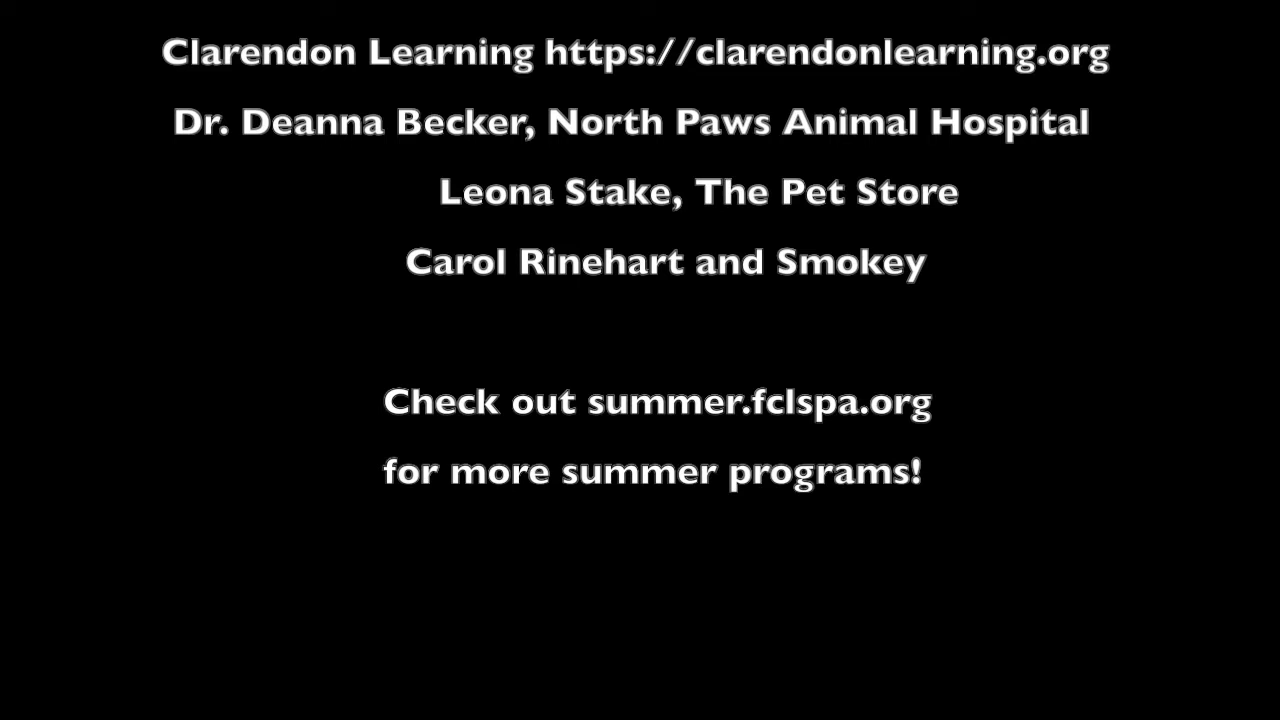 Clarendon Learning https://clarendonlearning.org
Dr. Deanna Becker, North Paws Animal Hospital
Leona Stake, The Pet Store
Carol Rinehart and Smokey
Check out summer.fclspa.org
for more summer programs!